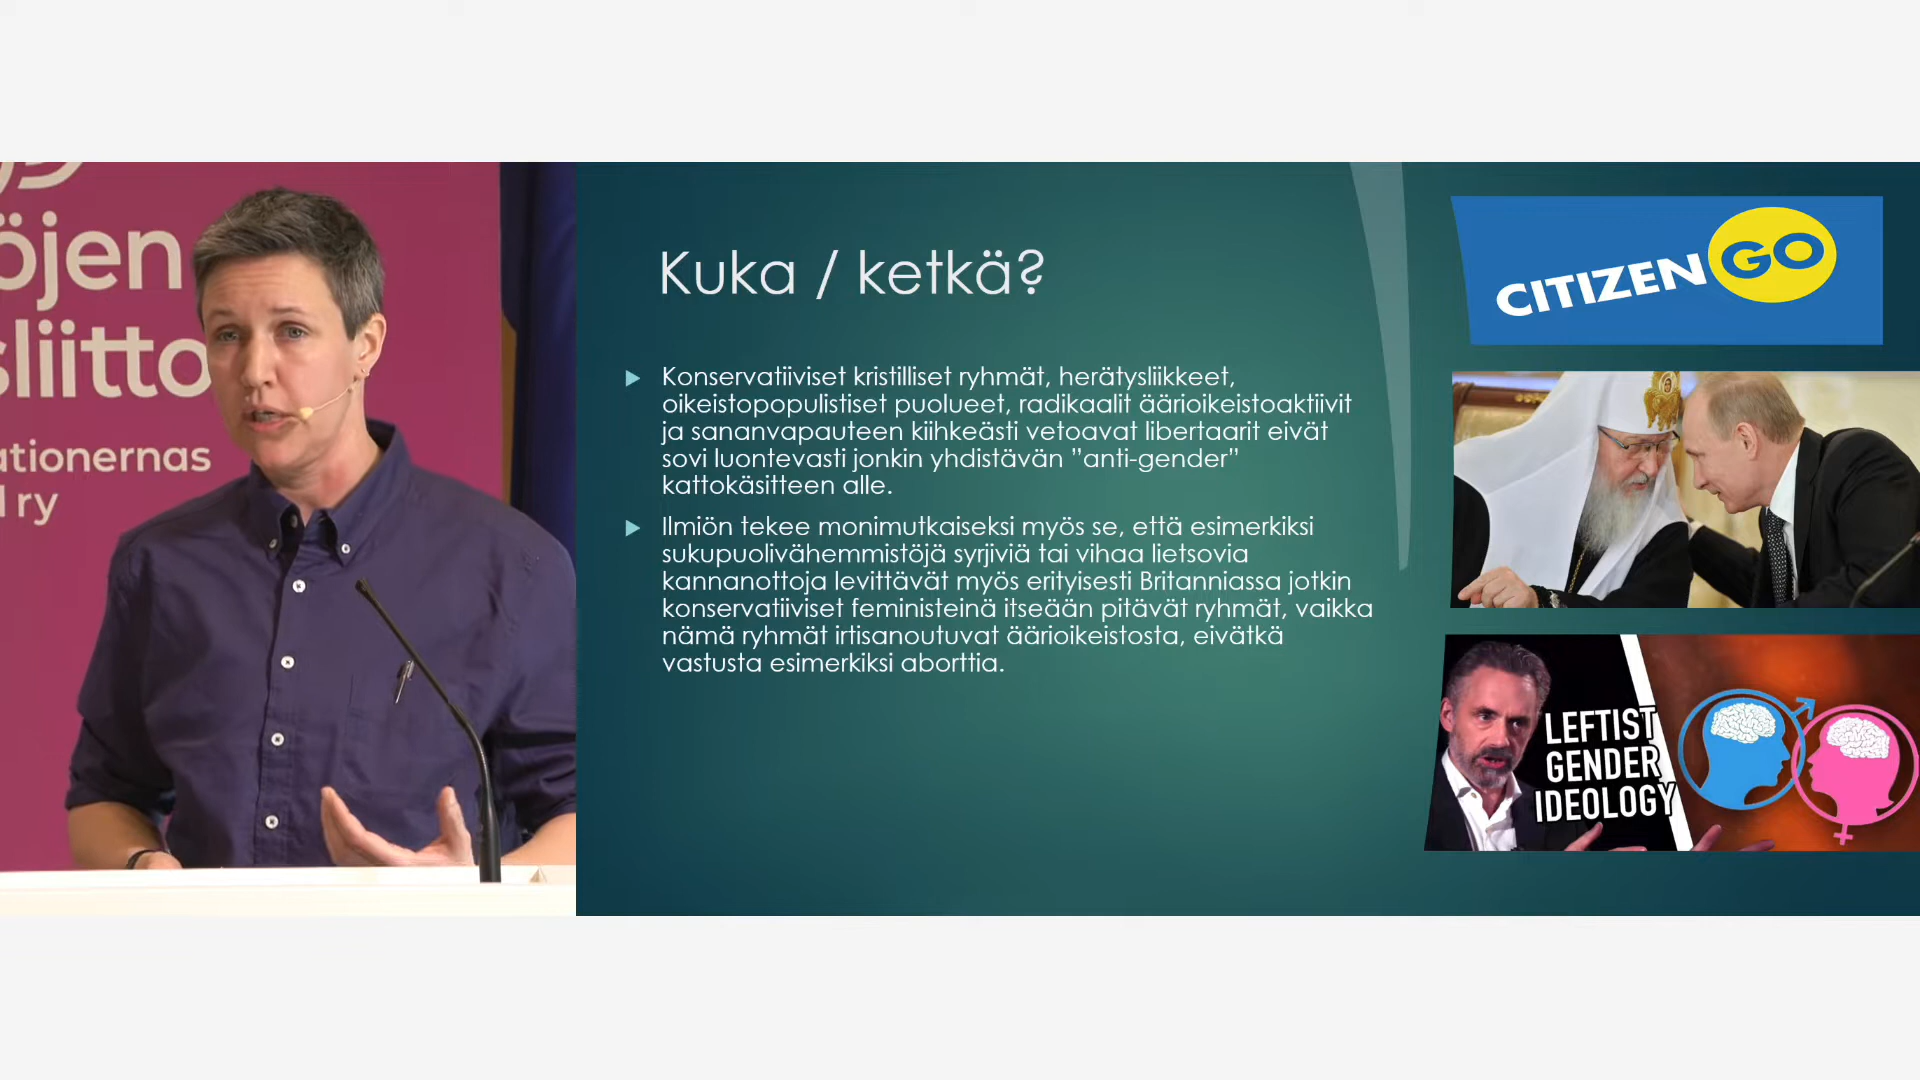 öjen
sliitto
ationernas
l ry
Kuka / ketkä?
Konservatiiviset kristilliset ryhmät, herätysliikkeet,
oikeistopopulistiset puolueet, radikaalit äärioikeistoaktiivit
ja sananvapauteen kiihkeästi vetoavat libertaarit eivät
sovi luontevasti jonkin yhdistävän ”anti-gender”
kattokäsitteen alle.
Ilmiön tekee monimutkaiseksi myös se, että esimerkiksi
sukupuolivähemmistöjä syrjiviä tai vihaa lietsovia
kannanottoja levittävät myös erityisesti Britanniassa jotkin
konservatiiviset feministeinä itseään pitävät ryhmät, vaikka
nämä ryhmät irtisanoutuvat äärioikeistosta, eivätkä
vastusta esimerkiksi aborttia.
CITIZEN GO
LEFTIST
GENDER
IDEOLOGY